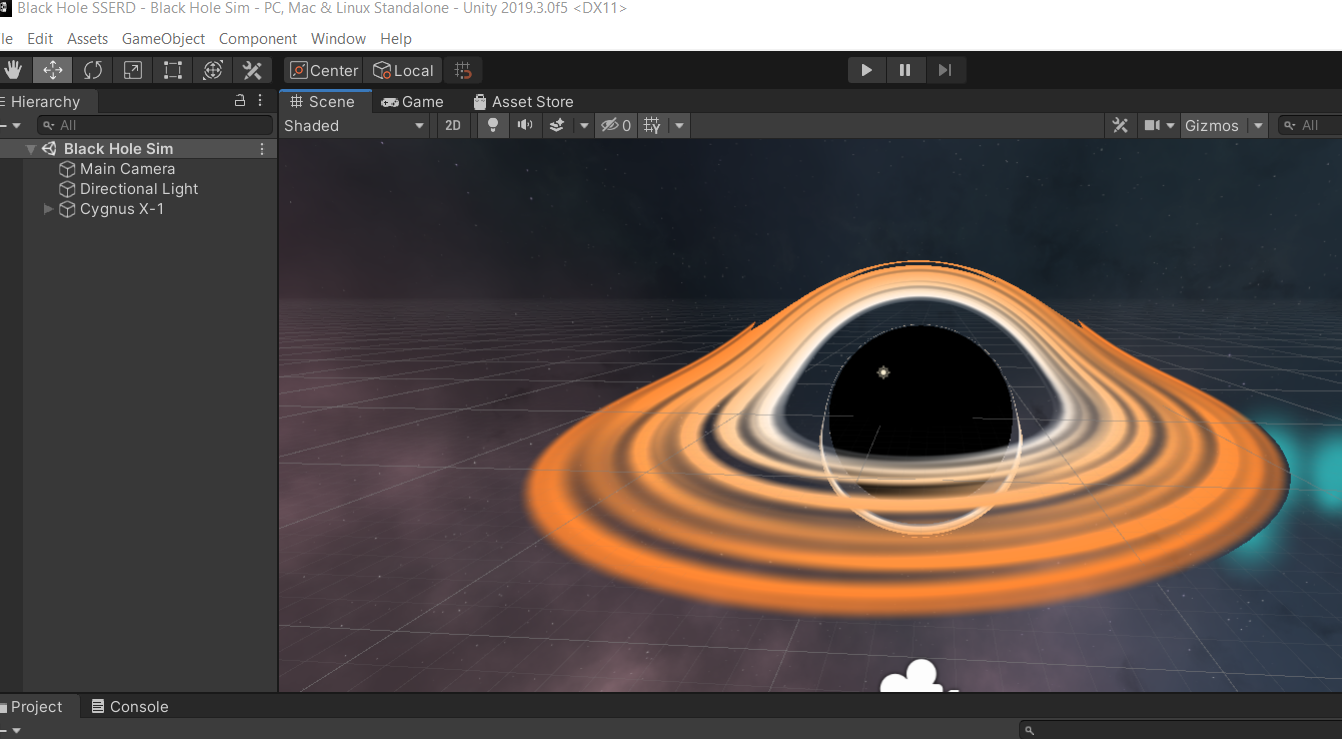 Black Hole SSERD - Black Hole Sim - PC, Mac & Linux Standalone - Unity 2019.3.0f5 <DX11>
le Edit Assets GameObject Component Window Help
Center Local
Hierarchy
Scene Game Asset Store
All
Shaded 2D 0 Gizmos All
Black Hole Sim
Main Camera
Directional Light
Cygnus X-1
Project Console